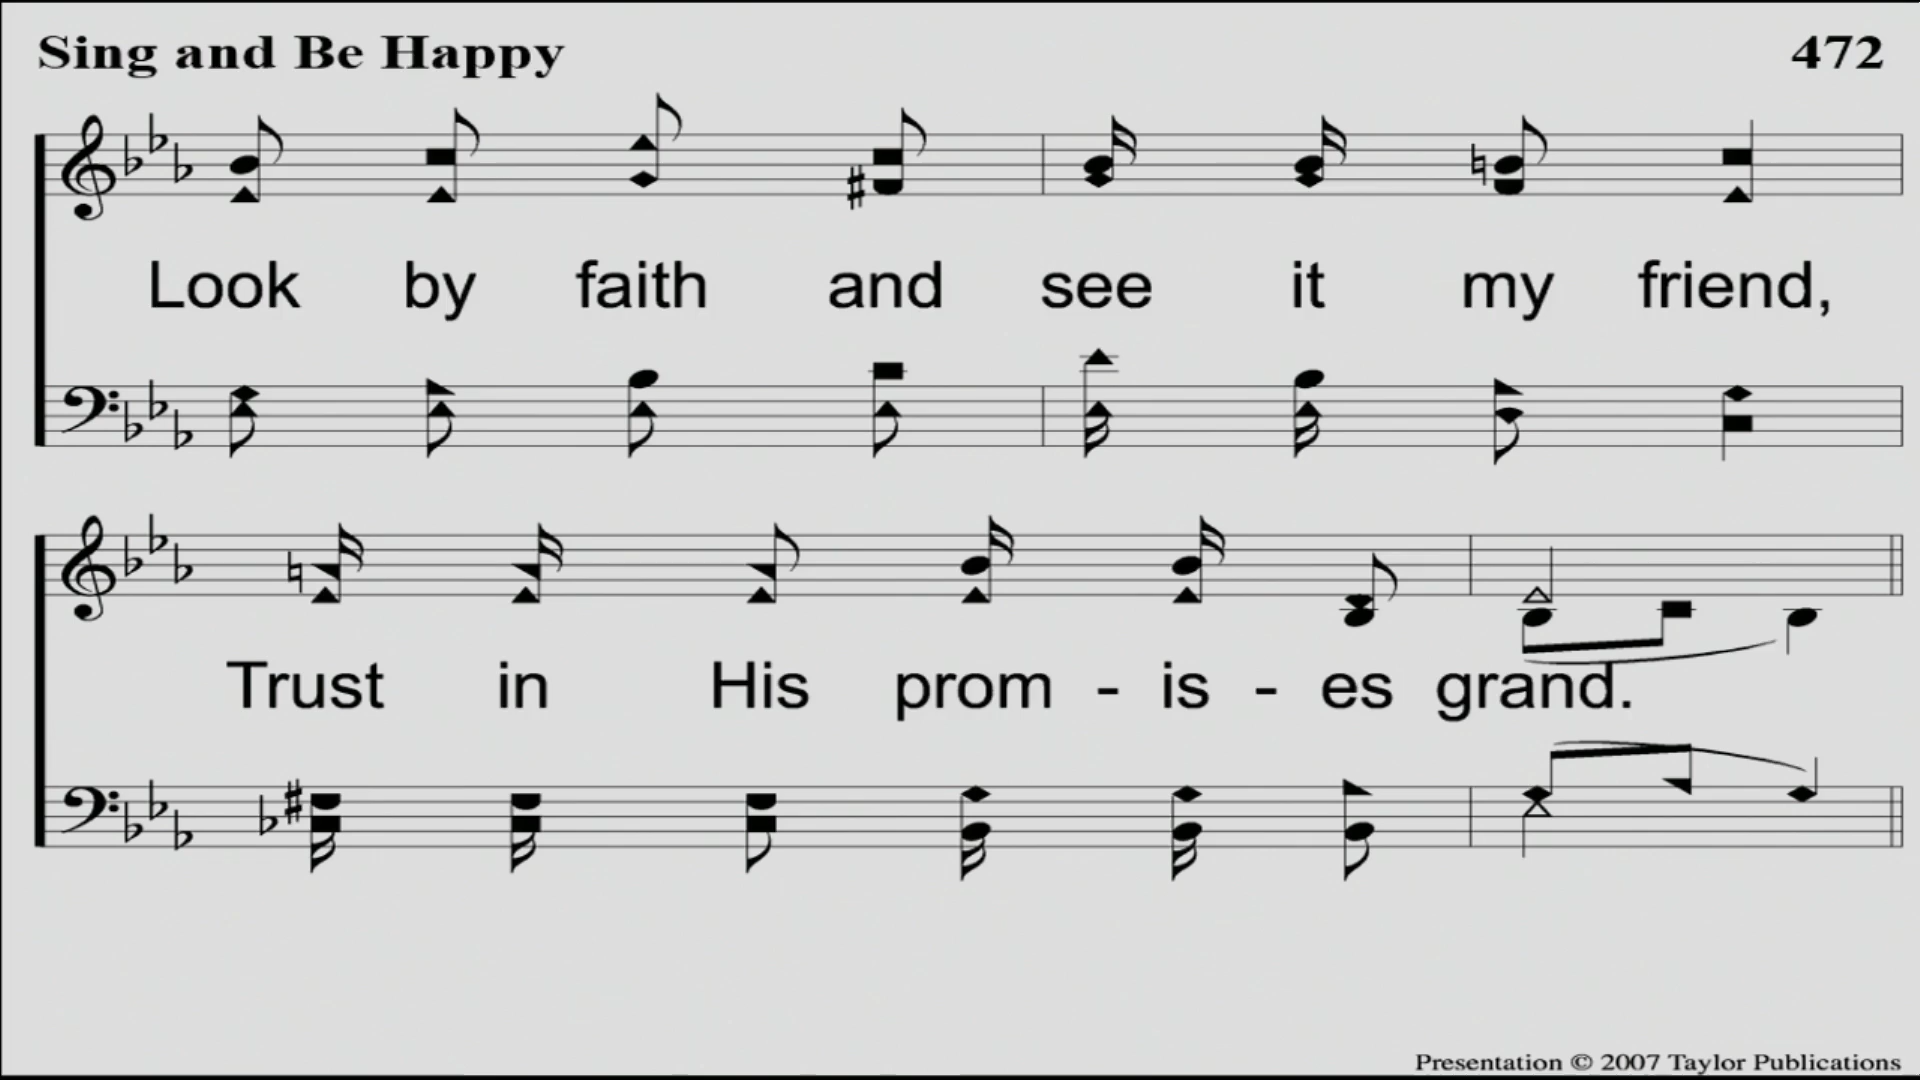 Sing and Be Happy 472
Look by faith and see it my friend,
Trust in His prom - is - es grand.
Presentation © 2007 Taylor Publications